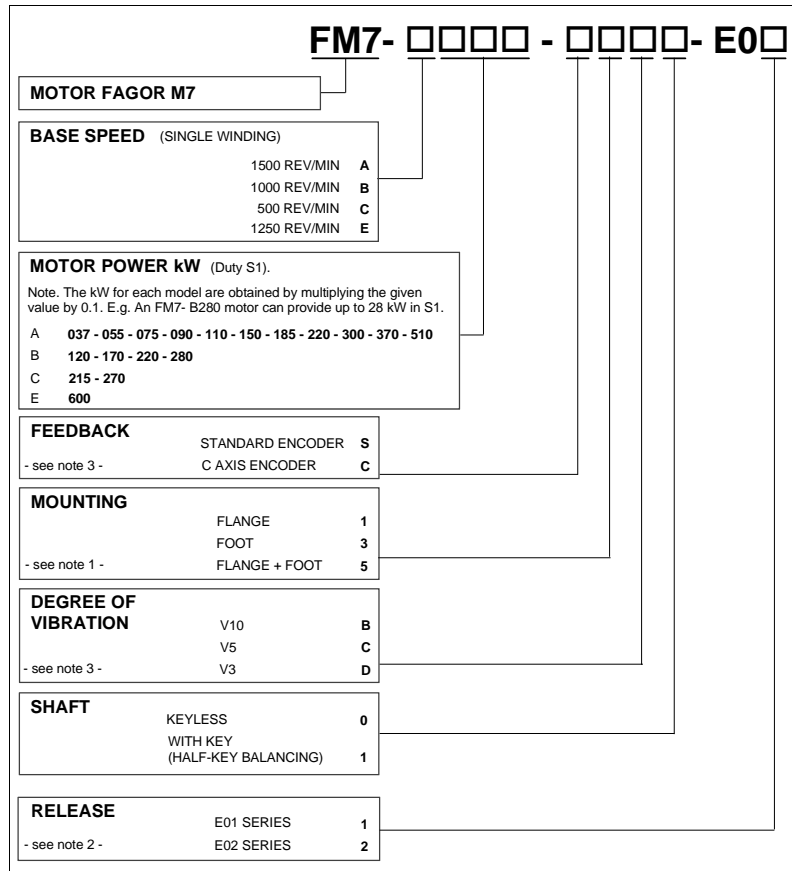 FM7- □□□□ - □□□□- E0□
MOTOR FAGOR M7
BASE SPEED (SINGLE WINDING)
1500 REV/MIN A
1000 REV/MIN B
500 REV/MIN C
1250 REV/MIN E
MOTOR POWER kW (Duty S1).
Note. The kW for each model are obtained by multiplying the given
value by 0.1. E.g. An FM7- B280 motor can provide up to 28 kW in S1.
A 037 - 055 - 075 - 090 - 110 - 150 - 185 - 220 - 300 - 370 - 510
B 120 - 170 - 220 - 280
C 215 - 270
E 600
FEEDBACK
STANDARD ENCODER S
- see note 3 - C AXIS ENCODER C
MOUNTING
FLANGE 1
FOOT 3
- see note 1 - FLANGE + FOOT 5
DEGREE OF
VIBRATION V10 B
V5 C
- see note 3 - V3 D
SHAFT
KEYLESS 0
WITH KEY
(HALF-KEY BALANCING) 1
RELEASE
E01 SERIES 1
- see note 2 - E02 SERIES 2